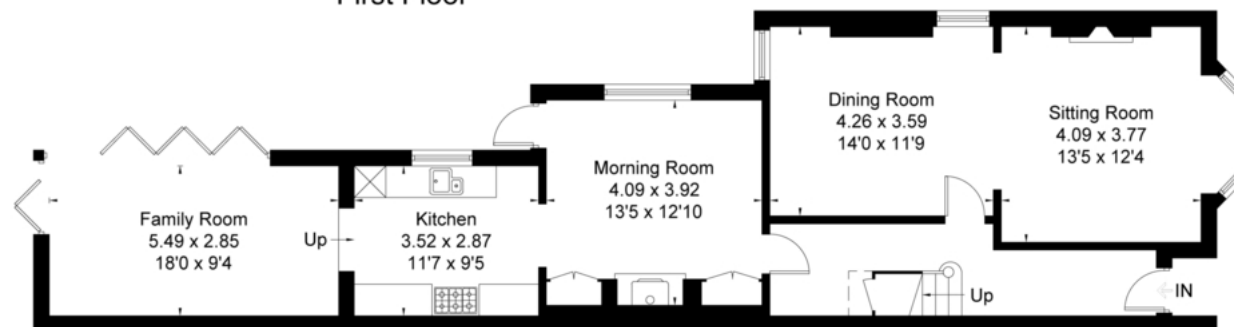 First Floor
Dining Room
4.26 x 3.59
14'0 x 11'9
Sitting Room
4.09 x 3.77
13'5 x 12'4
Morning Room
4.09 x 3.92
13'5 x 12'10
Family Room
5.49 x 2.85
18'0 x 9'4
Up
Kitchen
3.52 x 2.87
11'7 x 9'5
Up
IN